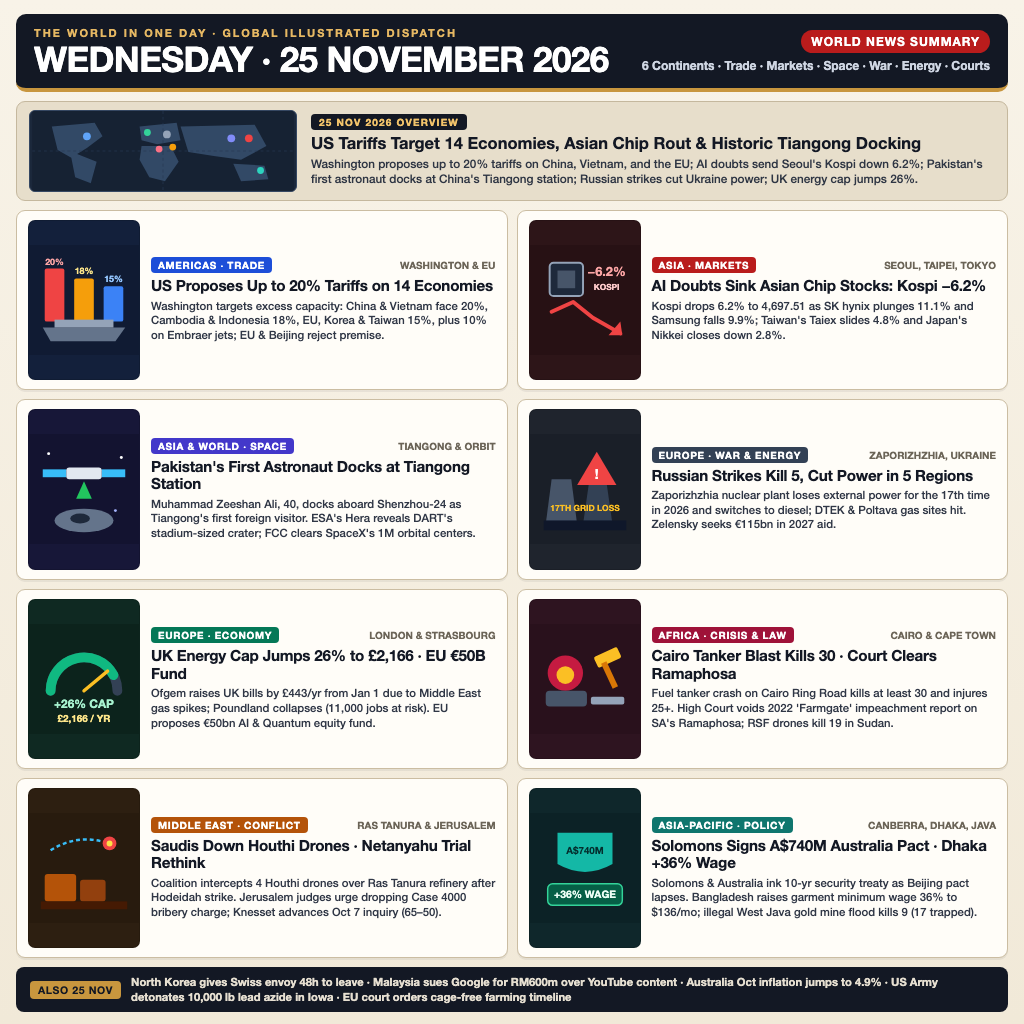 THE WORLD IN ONE DAY · GLOBAL ILLUSTRATED DISPATCH
WEDNESDAY · 25 NOVEMBER 2026
WORLD NEWS SUMMARY
6 Continents · Trade · Markets · Space · War · Energy · Courts
25 NOV 2026 OVERVIEW
US Tariffs Target 14 Economies, Asian Chip Rout & Historic Tiangong Docking
Washington proposes up to 20% tariffs on China, Vietnam, and the EU; AI doubts send Seoul's Kospi down 6.2%; Pakistan's
first astronaut docks at China's Tiangong station; Russian strikes cut Ukraine power; UK energy cap jumps 26%.
20%
18%
15%
AMERICAS · TRADE
WASHINGTON & EU
US Proposes Up to 20% Tariffs on 14 Economies
Washington targets excess capacity: China & Vietnam face 20%,
Cambodia & Indonesia 18%, EU, Korea & Taiwan 15%, plus 10%
on Embraer jets; EU & Beijing reject premise.
−6.2%
KOSPI
ASIA · MARKETS
SEOUL, TAIPEI, TOKYO
AI Doubts Sink Asian Chip Stocks: Kospi −6.2%
Kospi drops 6.2% to 4,697.51 as SK hynix plunges 11.1% and
Samsung falls 9.9%; Taiwan's Taiex slides 4.8% and Japan's
Nikkei closes down 2.8%.
ASIA & WORLD · SPACE
TIANGONG & ORBIT
Pakistan's First Astronaut Docks at Tiangong
Station
Muhammad Zeeshan Ali, 40, docks aboard Shenzhou-24 as
Tiangong's first foreign visitor. ESA's Hera reveals DART's
stadium-sized crater; FCC clears SpaceX's 1M orbital centers.
!
17TH GRID LOSS
EUROPE · WAR & ENERGY
ZAPORIZHZHIA, UKRAINE
Russian Strikes Kill 5, Cut Power in 5 Regions
Zaporizhzhia nuclear plant loses external power for the 17th time
in 2026 and switches to diesel; DTEK & Poltava gas sites hit.
Zelensky seeks €115bn in 2027 aid.
+26% CAP
£2,166 / YR
EUROPE · ECONOMY
LONDON & STRASBOURG
UK Energy Cap Jumps 26% to £2,166 · EU €50B
Fund
Ofgem raises UK bills by £443/yr from Jan 1 due to Middle East
gas spikes; Poundland collapses (11,000 jobs at risk). EU
proposes €50bn AI & Quantum equity fund.
AFRICA · CRISIS & LAW
CAIRO & CAPE TOWN
Cairo Tanker Blast Kills 30 · Court Clears
Ramaphosa
Fuel tanker crash on Cairo Ring Road kills at least 30 and injures
25+. High Court voids 2022 'Farmgate' impeachment report on
SA's Ramaphosa; RSF drones kill 19 in Sudan.
MIDDLE EAST · CONFLICT
RAS TANURA & JERUSALEM
Saudis Down Houthi Drones · Netanyahu Trial
Rethink
Coalition intercepts 4 Houthi drones over Ras Tanura refinery after
Hodeidah strike. Jerusalem judges urge dropping Case 4000
bribery charge; Knesset advances Oct 7 inquiry (65–50).
A$740M
+36% WAGE
ASIA-PACIFIC · POLICY
CANBERRA, DHAKA, JAVA
Solomons Signs A$740M Australia Pact · Dhaka
+36% Wage
Solomons & Australia ink 10-yr security treaty as Beijing pact
lapses. Bangladesh raises garment minimum wage 36% to
$136/mo; illegal West Java gold mine flood kills 9 (17 trapped).
ALSO 25 NOV
North Korea gives Swiss envoy 48h to leave · Malaysia sues Google for RM600m over YouTube content · Australia Oct inflation jumps to 4.9% · US Army
detonates 10,000 lb lead azide in Iowa · EU court orders cage-free farming timeline